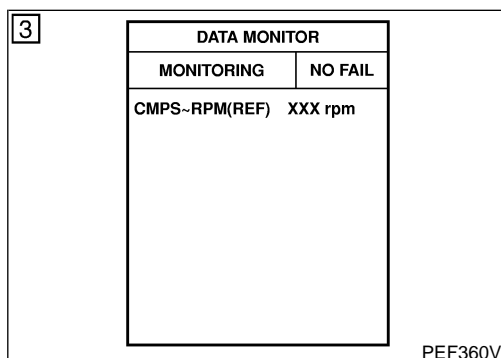 3
DATA MONITOR
MONITORING NO FAIL
CMPS~RPM(REF) XXX rpm
PEF360V